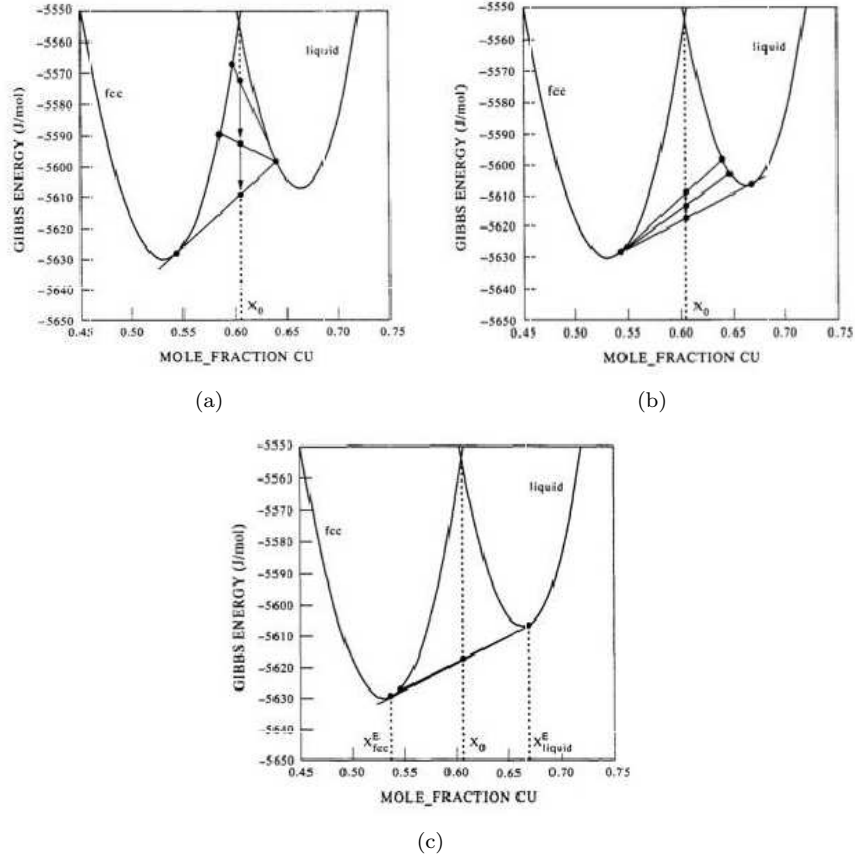 −5550
−5560
−5570
−5580
−5590
−5600
−5610
−5620
−5630
−5640
−5650
GIBBS ENERGY (J/mol)
fcc
liquid
X0
0.45 0.50 0.55 0.60 0.65 0.70 0.75
MOLE_FRACTION CU
(a)
−5550
−5560
−5570
−5580
−5590
−5600
−5610
−5620
−5630
−5640
−5650
GIBBS ENERGY (J/mol)
fcc
liquid
X0
0.45 0.50 0.55 0.60 0.65 0.70 0.75
MOLE_FRACTION CU
(b)
−5550
−5560
−5570
−5580
−5590
−5600
−5610
−5620
−5630
−5640
−5650
GIBBS ENERGY (J/mol)
fcc
liquid
X E fcc X0 X E liquid
0.45 0.50 0.55 0.60 0.65 0.70 0.75
MOLE_FRACTION CU
(c)